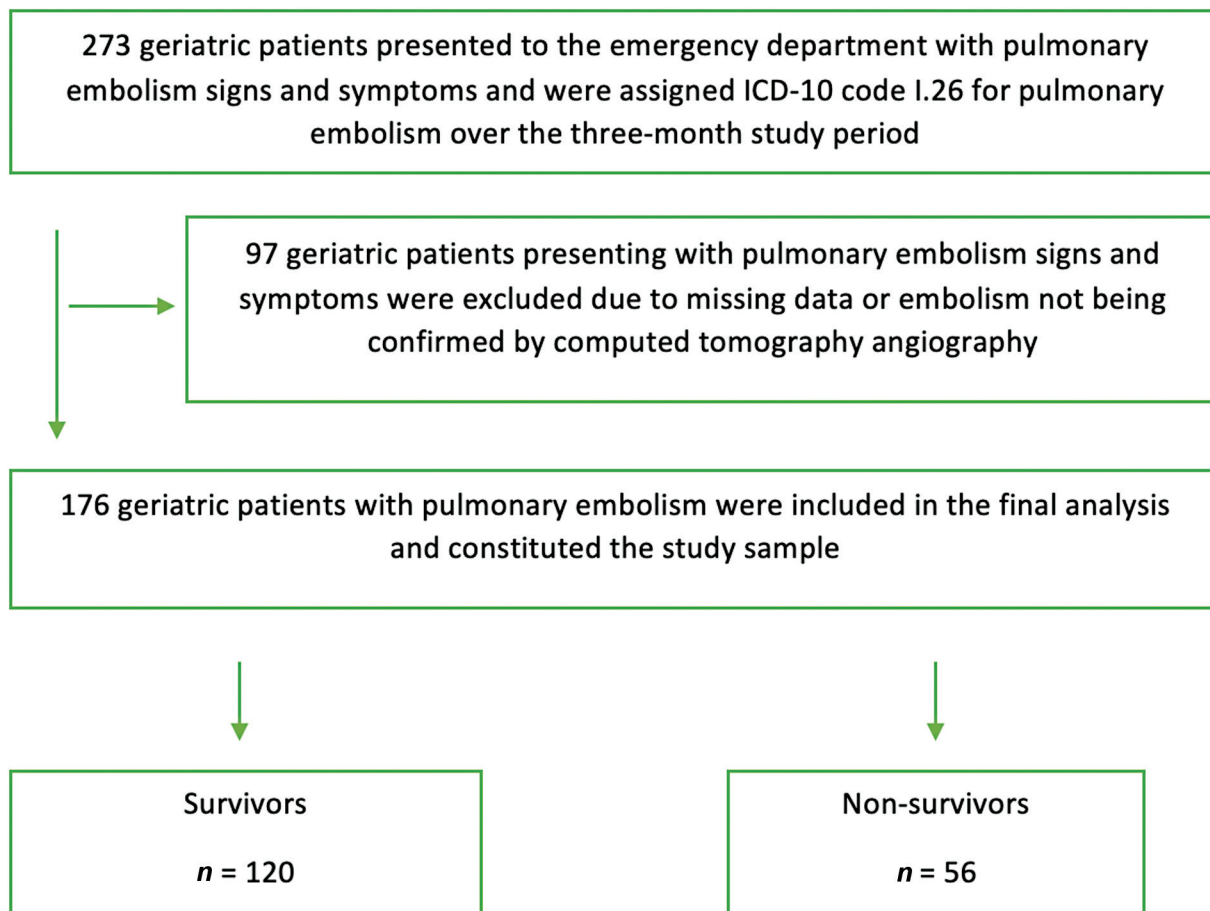 273 geriatric patients presented to the emergency department with pulmonary
embolism signs and symptoms and were assigned ICD-10 code I.26 for pulmonary
embolism over the three-month study period
97 geriatric patients presenting with pulmonary embolism signs and
symptoms were excluded due to missing data or embolism not being
confirmed by computed tomography angiography
176 geriatric patients with pulmonary embolism were included in the final analysis
and constituted the study sample
Survivors
n = 120
Non-survivors
n = 56